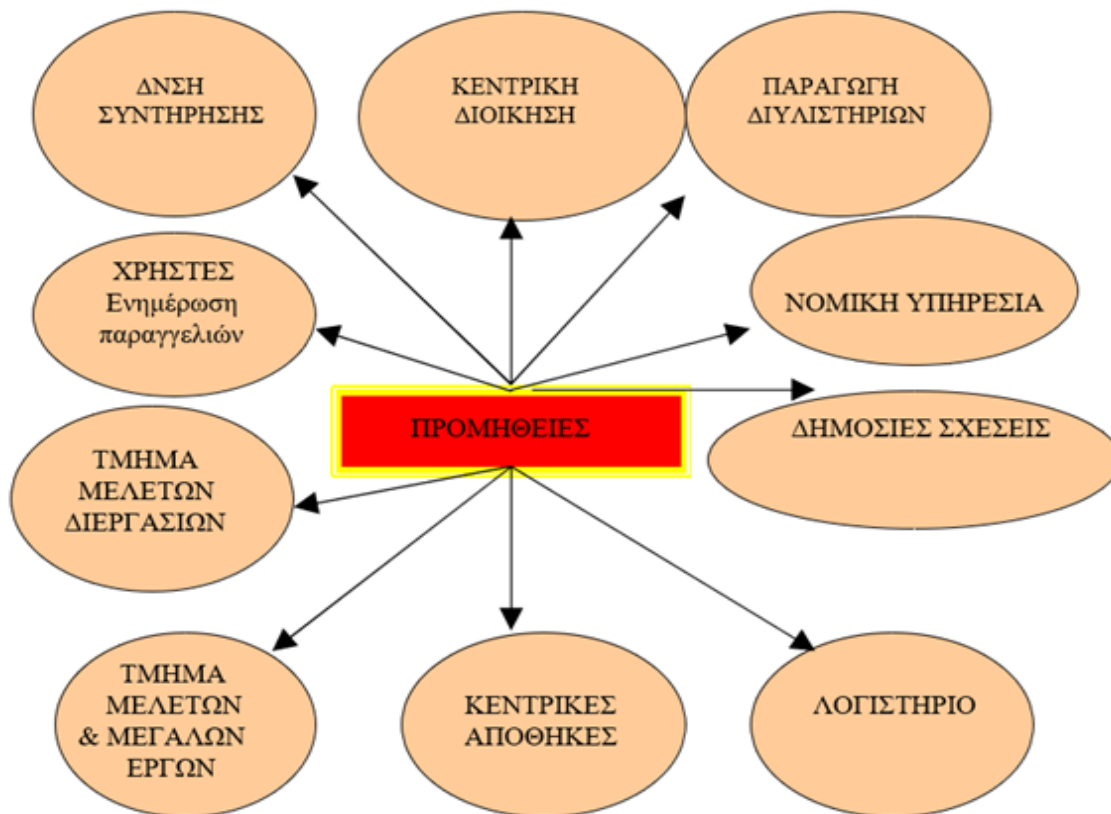 ΔΝΣΗ
ΣΥΝΤΗΡΗΣΗΣ
ΚΕΝΤΡΙΚΗ
ΔΙΟΙΚΗΣΗ
ΠΑΡΑΓΩΓΗ
ΔΙΥΛΙΣΤΗΡΙΩΝ
ΧΡΗΣΤΕΣ
Ενημέρωση
παραγγελιών
ΝΟΜΙΚΗ ΥΠΗΡΕΣΙΑ
ΠΡΟΜΗΘΕΙΕΣ
ΔΗΜΟΣΙΕΣ ΣΧΕΣΕΙΣ
ΤΜΗΜΑ
ΜΕΛΕΤΩΝ
ΔΙΕΡΓΑΣΙΩΝ
ΤΜΗΜΑ
ΜΕΛΕΤΩΝ
& ΜΕΓΑΛΩΝ
ΕΡΓΩΝ
ΚΕΝΤΡΙΚΕΣ
ΑΠΟΘΗΚΕΣ
ΛΟΓΙΣΤΗΡΙΟ